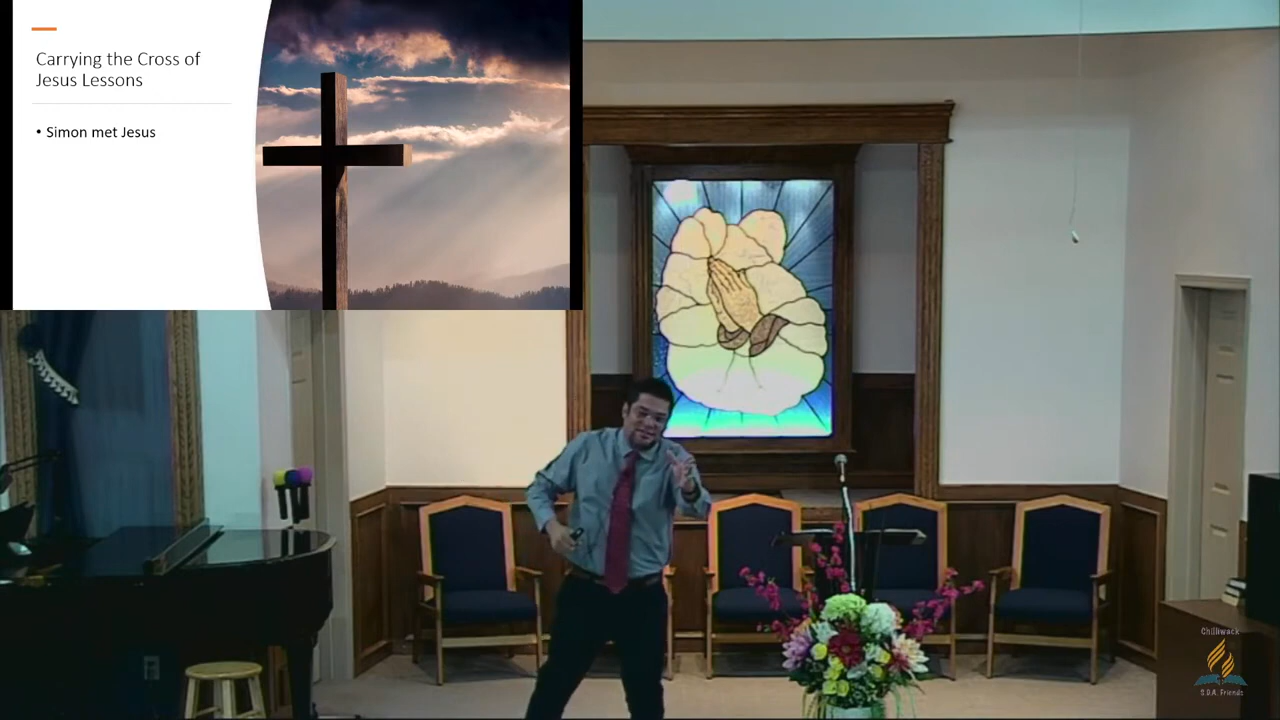 Carrying the Cross of
Jesus Lessons
• Simon met Jesus
Chilliwack
S.D.A. Friends